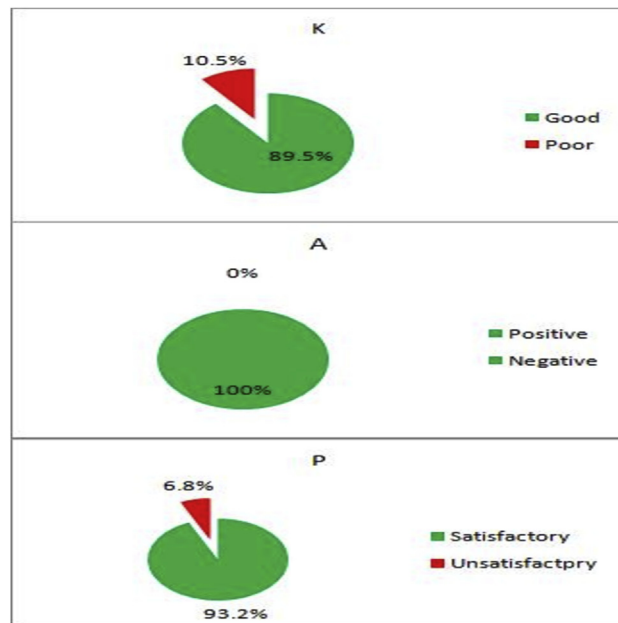 K
10.5%
89.5%
Good
Poor
A
0%
100%
Positive
Negative
P
6.8%
93.2%
Satisfactory
Unsatisfactpry